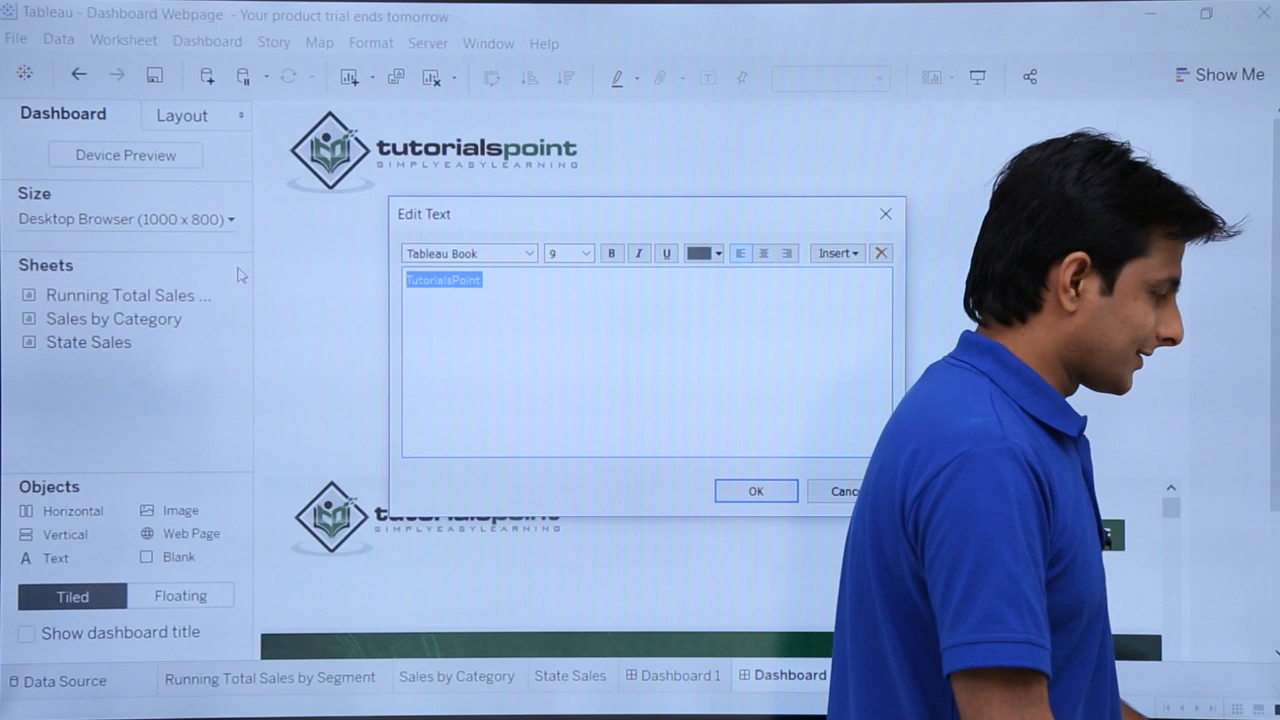 Tableau - Dashboard Webpage - Your product trial ends tomorrow
File Data Worksheet Dashboard Story Map Format Server Window Help
Show Me
Dashboard Layout
Device Preview
Size
Desktop Browser (1000 x 800)
Sheets
Running Total Sales ...
Sales by Category
State Sales
Objects
Horizontal Image
Vertical Web Page
A Text Blank
Tiled Floating
Show dashboard title
tutorialspoint
SIMPLYEASYLEARNING
Edit Text
Tableau Book 9 B I U Insert
TutorialsPoint
OK Canc
tutorialspoint
SIMPLYEASYLEARNING
Data Source Running Total Sales by Segment Sales by Category State Sales Dashboard 1 Dashboard